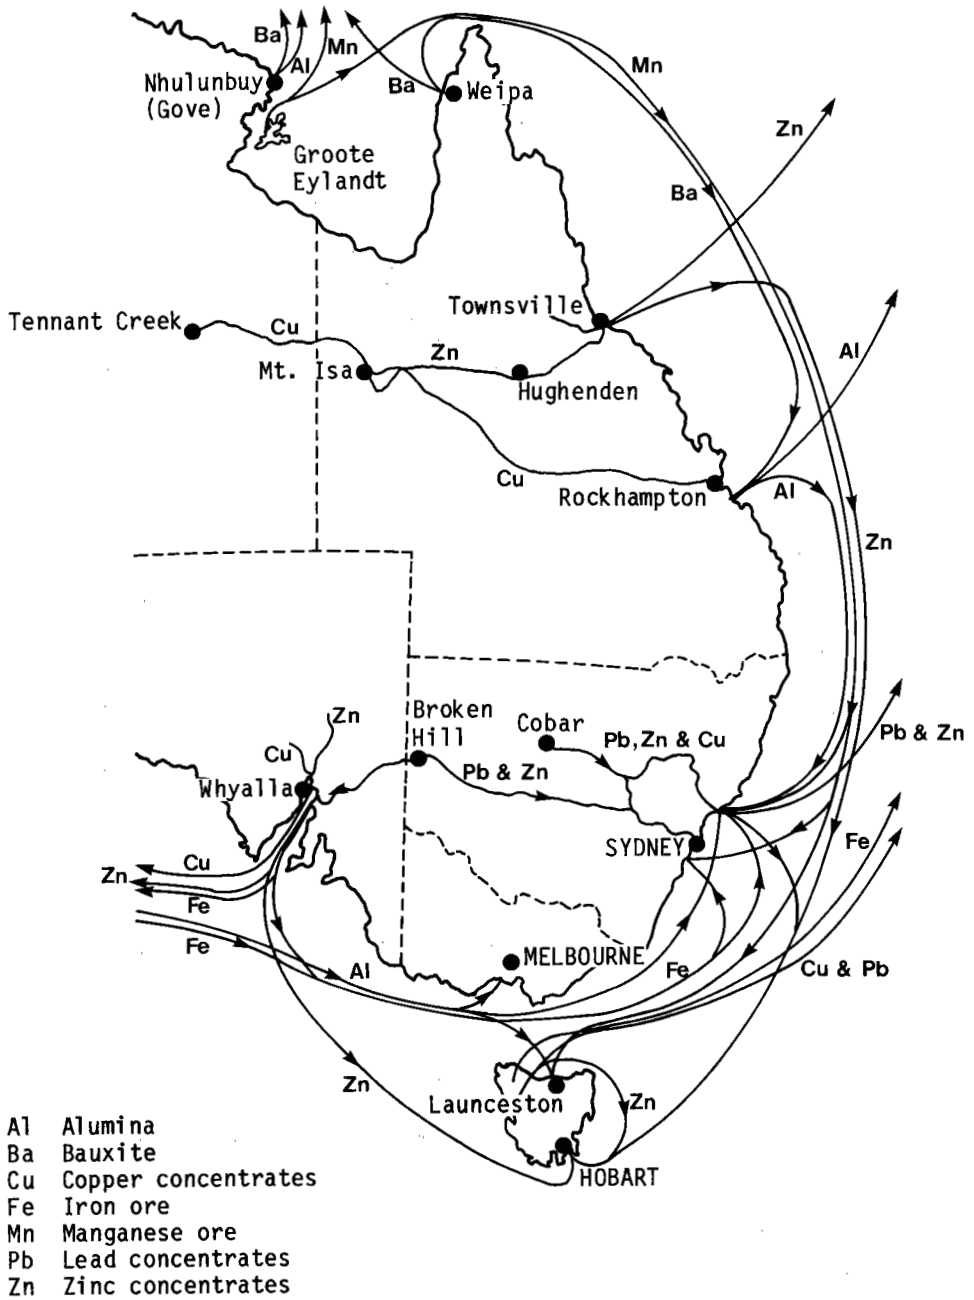 Ba
Al
Mn
Nhulunbuy
(Gove)
Ba
Weipa
Mn
Groote
Eylandt
Zn
Ba
Townsville
Tennant Creek
Cu
Mt. Isa
Zn
Hughenden
Al
Cu
Rockhampton
Al
Zn
Zn
Broken
Hill
Cobar
Cu
Pb,Zn & Cu
Pb & Zn
Pb & Zn
Whyalla
SYDNEY
Fe
Cu
Zn
Fe
Fe
Al
MELBOURNE
Fe
Cu & Pb
Zn
Launceston
Zn
HOBART
Al Alumina
Ba Bauxite
Cu Copper concentrates
Fe Iron ore
Mn Manganese ore
Pb Lead concentrates
Zn Zinc concentrates